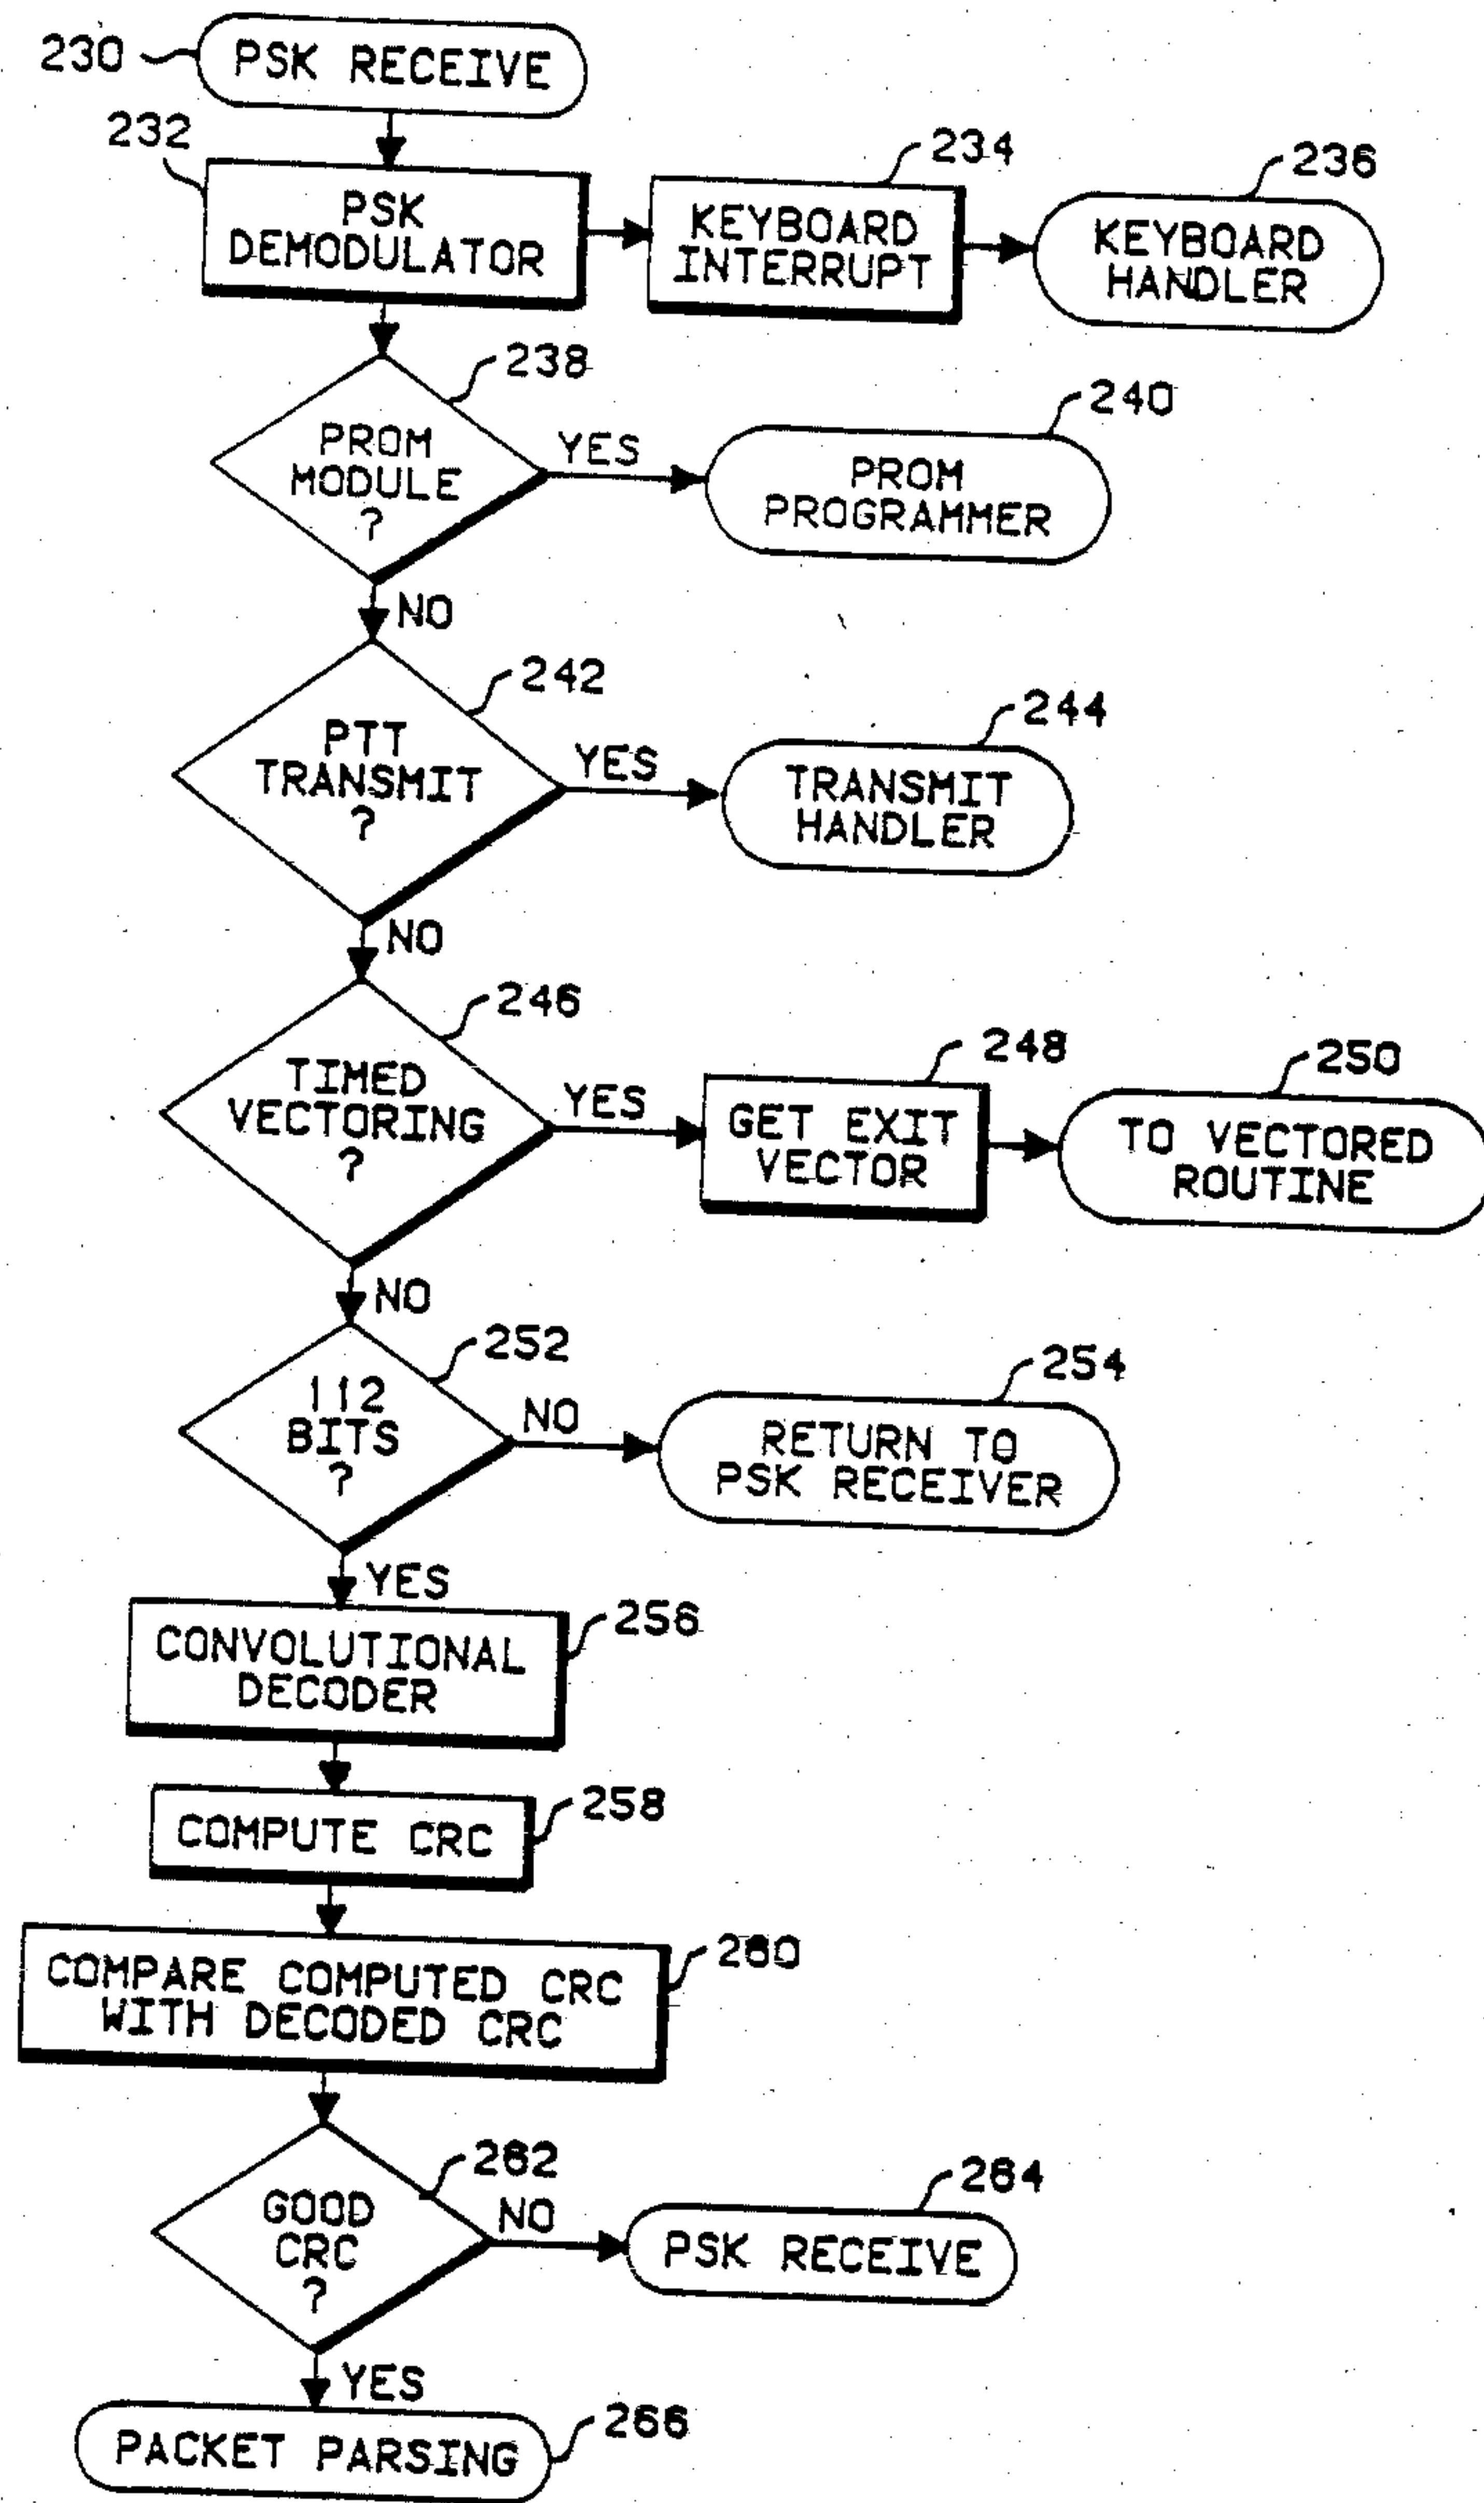 230
PSK RECEIVE
232
PSK
DEMODULATOR
234
KEYBOARD
INTERRUPT
236
KEYBOARD
HANDLER
238
PROM
MODULE
?
YES
240
PROM
PROGRAMMER
NO
242
PTT
TRANSMIT
?
YES
244
TRANSMIT
HANDLER
NO
246
TIMED
VECTORING
?
YES
248
GET EXIT
VECTOR
250
TO VECTORED
ROUTINE
NO
252
112
BITS
?
NO
254
RETURN TO
PSK RECEIVER
YES
256
CONVOLUTIONAL
DECODER
258
COMPUTE CRC
260
COMPARE COMPUTED CRC
WITH DECODED CRC
262
GOOD
CRC
?
NO
264
PSK RECEIVE
YES
266
PACKET PARSING